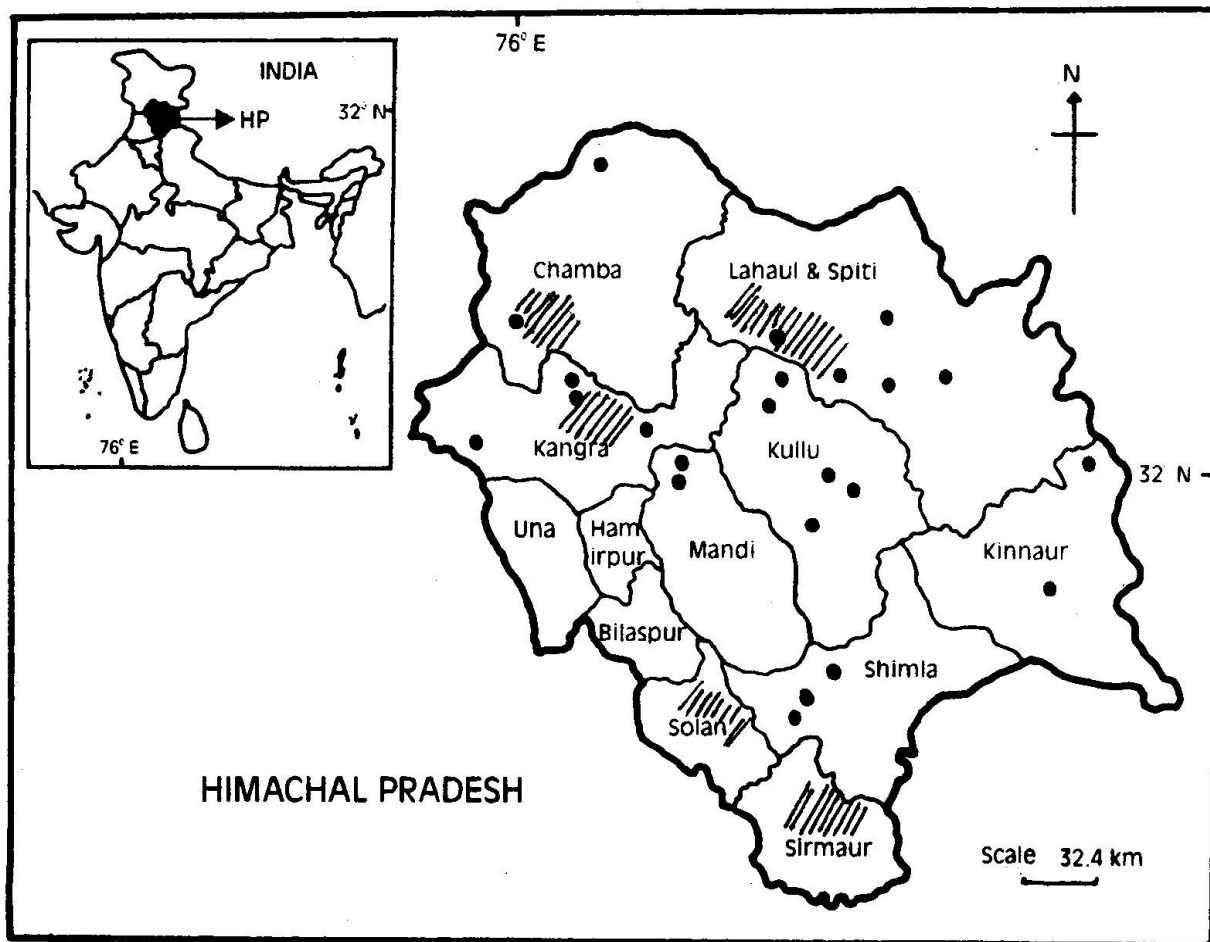 76° E
INDIA
32° N
HP
76° E
N
Chamba
Lahaul & Spiti
Kangra
Kullu
32 N
Una
Ham
irpur
Mandi
Kinnaur
Bilaspur
Shimla
Solan
HIMACHAL PRADESH
Sirmaur
Scale 32.4 km